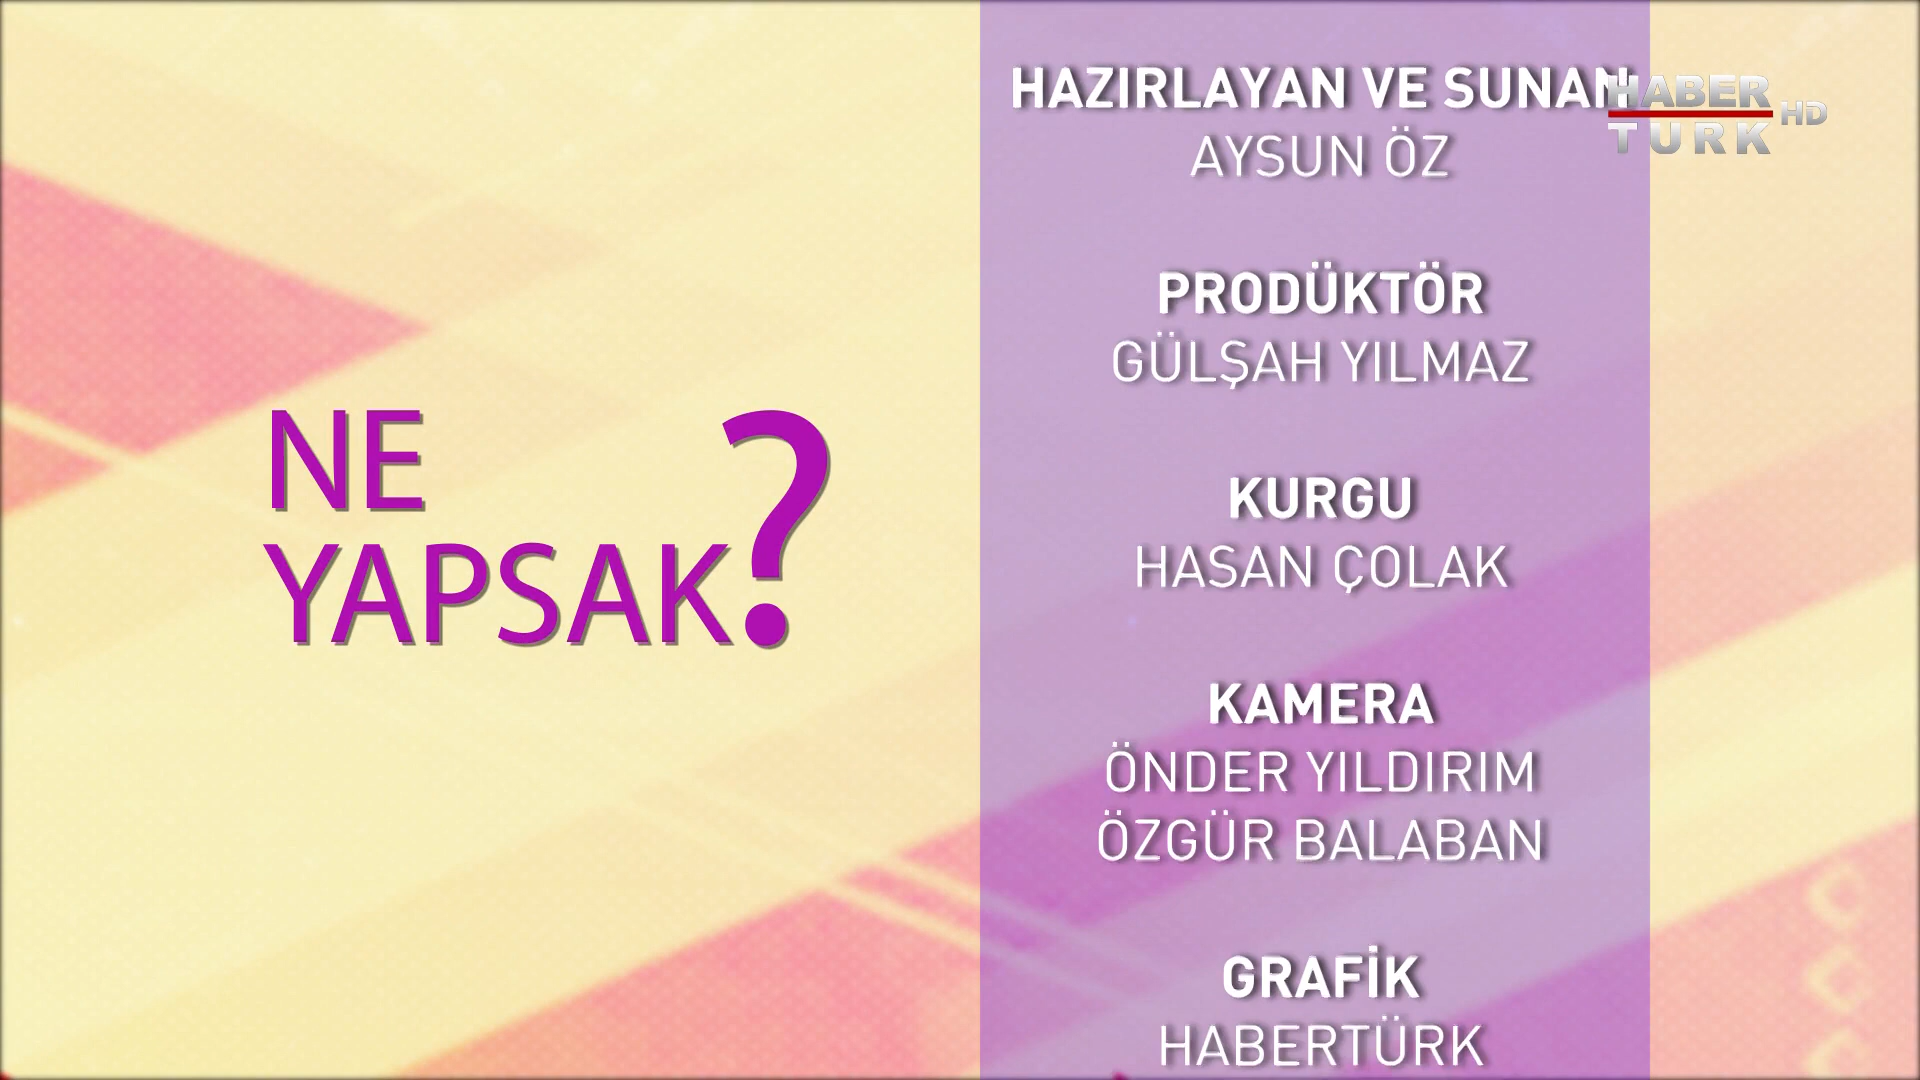 NE
YAPSAK?
HAZIRLAYAN VE SUNAN
AYSUN ÖZ
PRODÜKTÖR
GÜLŞAH YILMAZ
KURGU
HASAN ÇOLAK
KAMERA
ÖNDER YILDIRIM
ÖZGÜR BALABAN
GRAFİK
HABERTÜRK
HABER
TURK HD